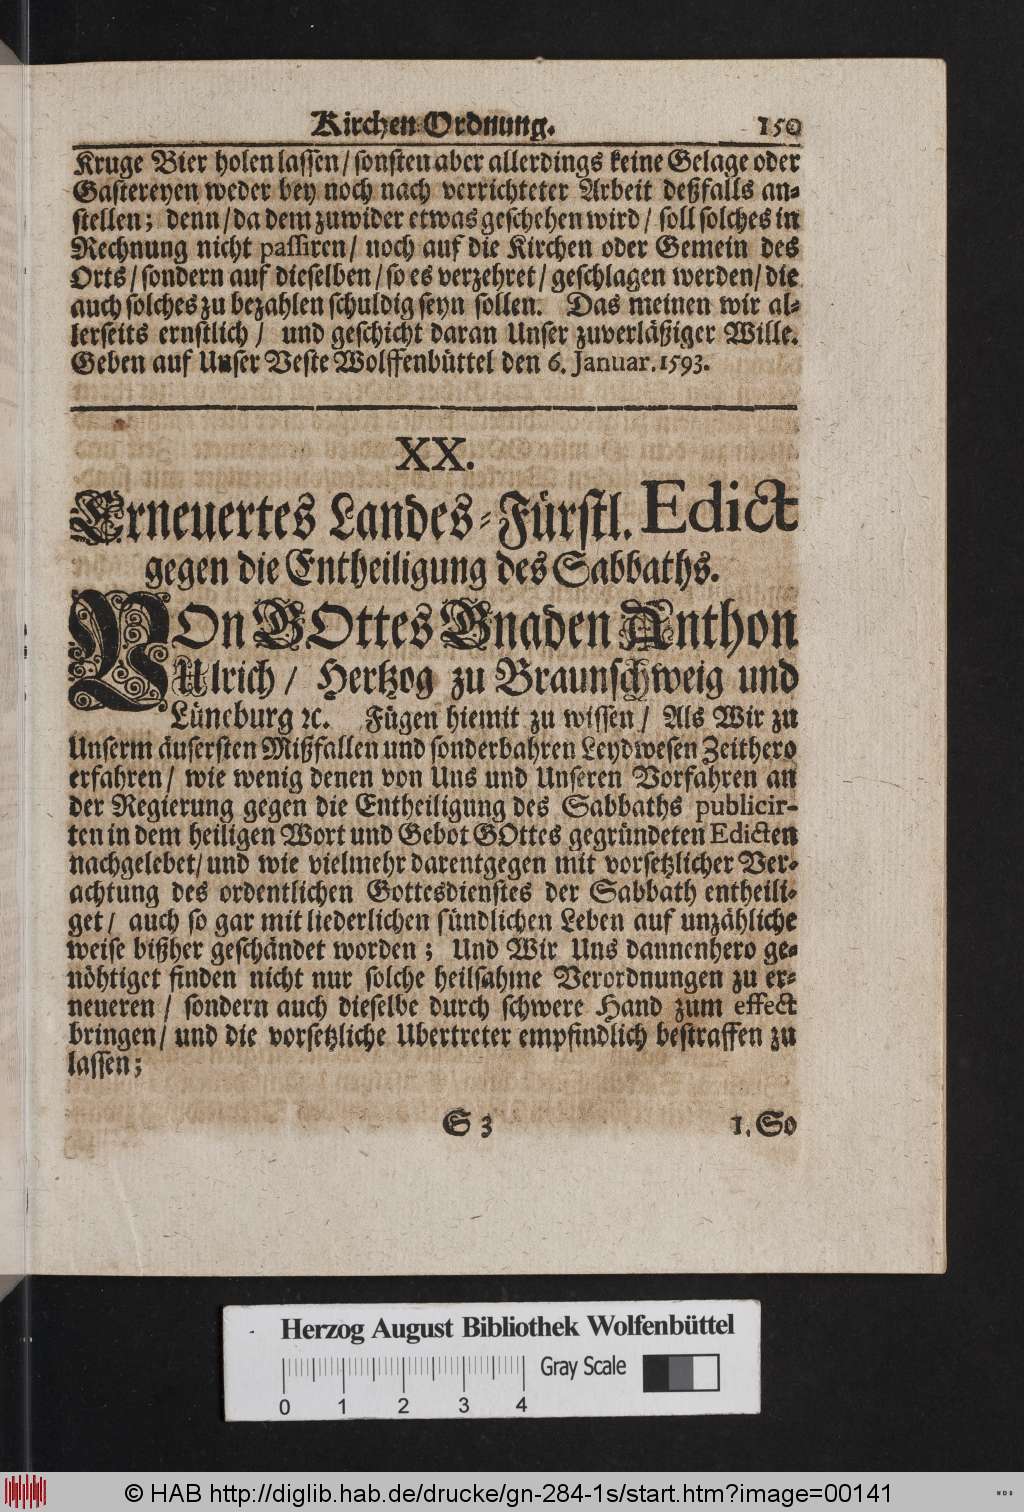 Kirchen-Ordnung. 150
Kruge Bier holen lassen/ sonsten aber allerdings keine Gelage oder
Gastereyen weder bey noch nach verrichteter Arbeit deßfalls an-
stellen; denn/ da dem zuwider etwas geschehen wird/ soll solches in
Rechnung nicht passiren/ noch auf die Kirchen oder Gemein des
Orts/ sondern auf dieselben/ so es verzehret/ geschlagen werden/ die
auch solches zu bezahlen schuldig seyn sollen. Das meinen wir al-
lerseits ernstlich/ und geschicht daran Unser zuverläßiger Wille.
Geben auf Unser Veste Wolffenbüttel den 6. Januar. 1593.
XX.
Erneuertes Landes-Fürstl. Edict
gegen die Entheiligung des Sabbaths.
VOn GOttes Gnaden Anthon
Ulrich/ Hertzog zu Braunschweig und
Lüneburg ꝛc. Fügen hiemit zu wissen/ Als Wir zu
Unserm äusersten Mißfallen und sonderbahren Leydwesen Zeithero
erfahren/ wie wenig denen von Uns und Unseren Vorfahren an
der Regierung gegen die Entheiligung des Sabbaths publicir-
ten in dem heiligen Wort und Gebot GOttes gegründeten Edicten
nachgelebet/ und wie vielmehr darentgegen mit vorsetzlicher Ver-
achtung des ordentlichen Gottesdienstes der Sabbath entheili-
get/ auch so gar mit liederlichen sündlichen Leben auf unzähliche
weise bißher geschändet worden; Und Wir Uns dannenhero ge-
nöhtiget finden nicht nur solche heilsahme Verordnungen zu er-
neueren/ sondern auch dieselbe durch schwere Hand zum effect
bringen/ und die vorsetzliche Ubertreter empfindlich bestraffen zu
lassen;
S 3 1. So
Herzog August Bibliothek Wolfenbüttel
Gray Scale
0 1 2 3 4
© HAB http://diglib.hab.de/drucke/gn-284-1s/start.htm?image=00141